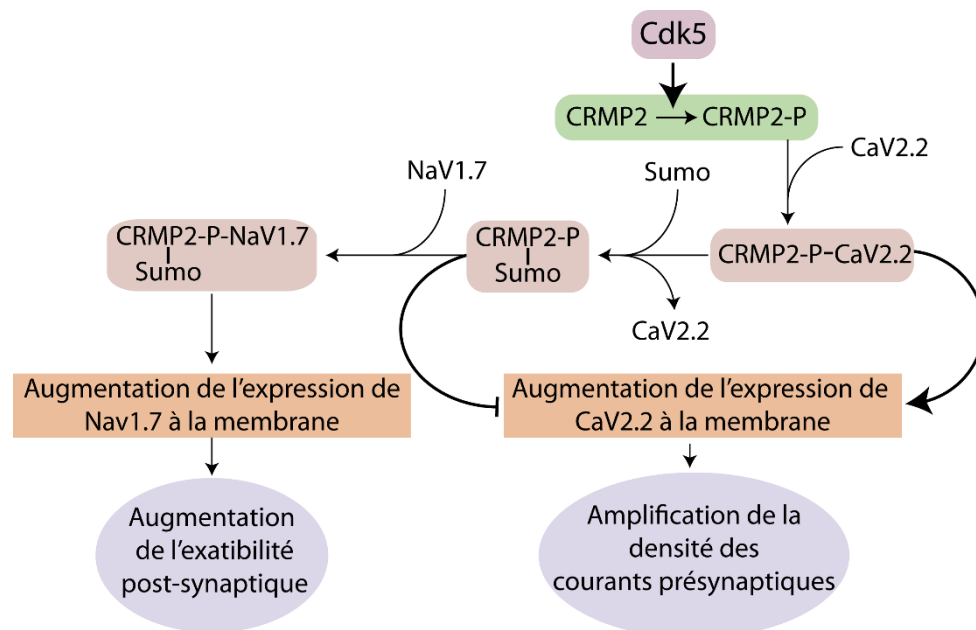 Cdk5
CRMP2 → CRMP2-P
CaV2.2
NaV1.7
Sumo
CRMP2-P-NaV1.7
Sumo
CRMP2-P
Sumo
CRMP2-P-CaV2.2
CaV2.2
Augmentation de l'expression de
Nav1.7 à la membrane
Augmentation de l'expression de
CaV2.2 à la membrane
Augmentation
de l'exatibilité
post-synaptique
Amplification de la
densité des
courants présynaptiques